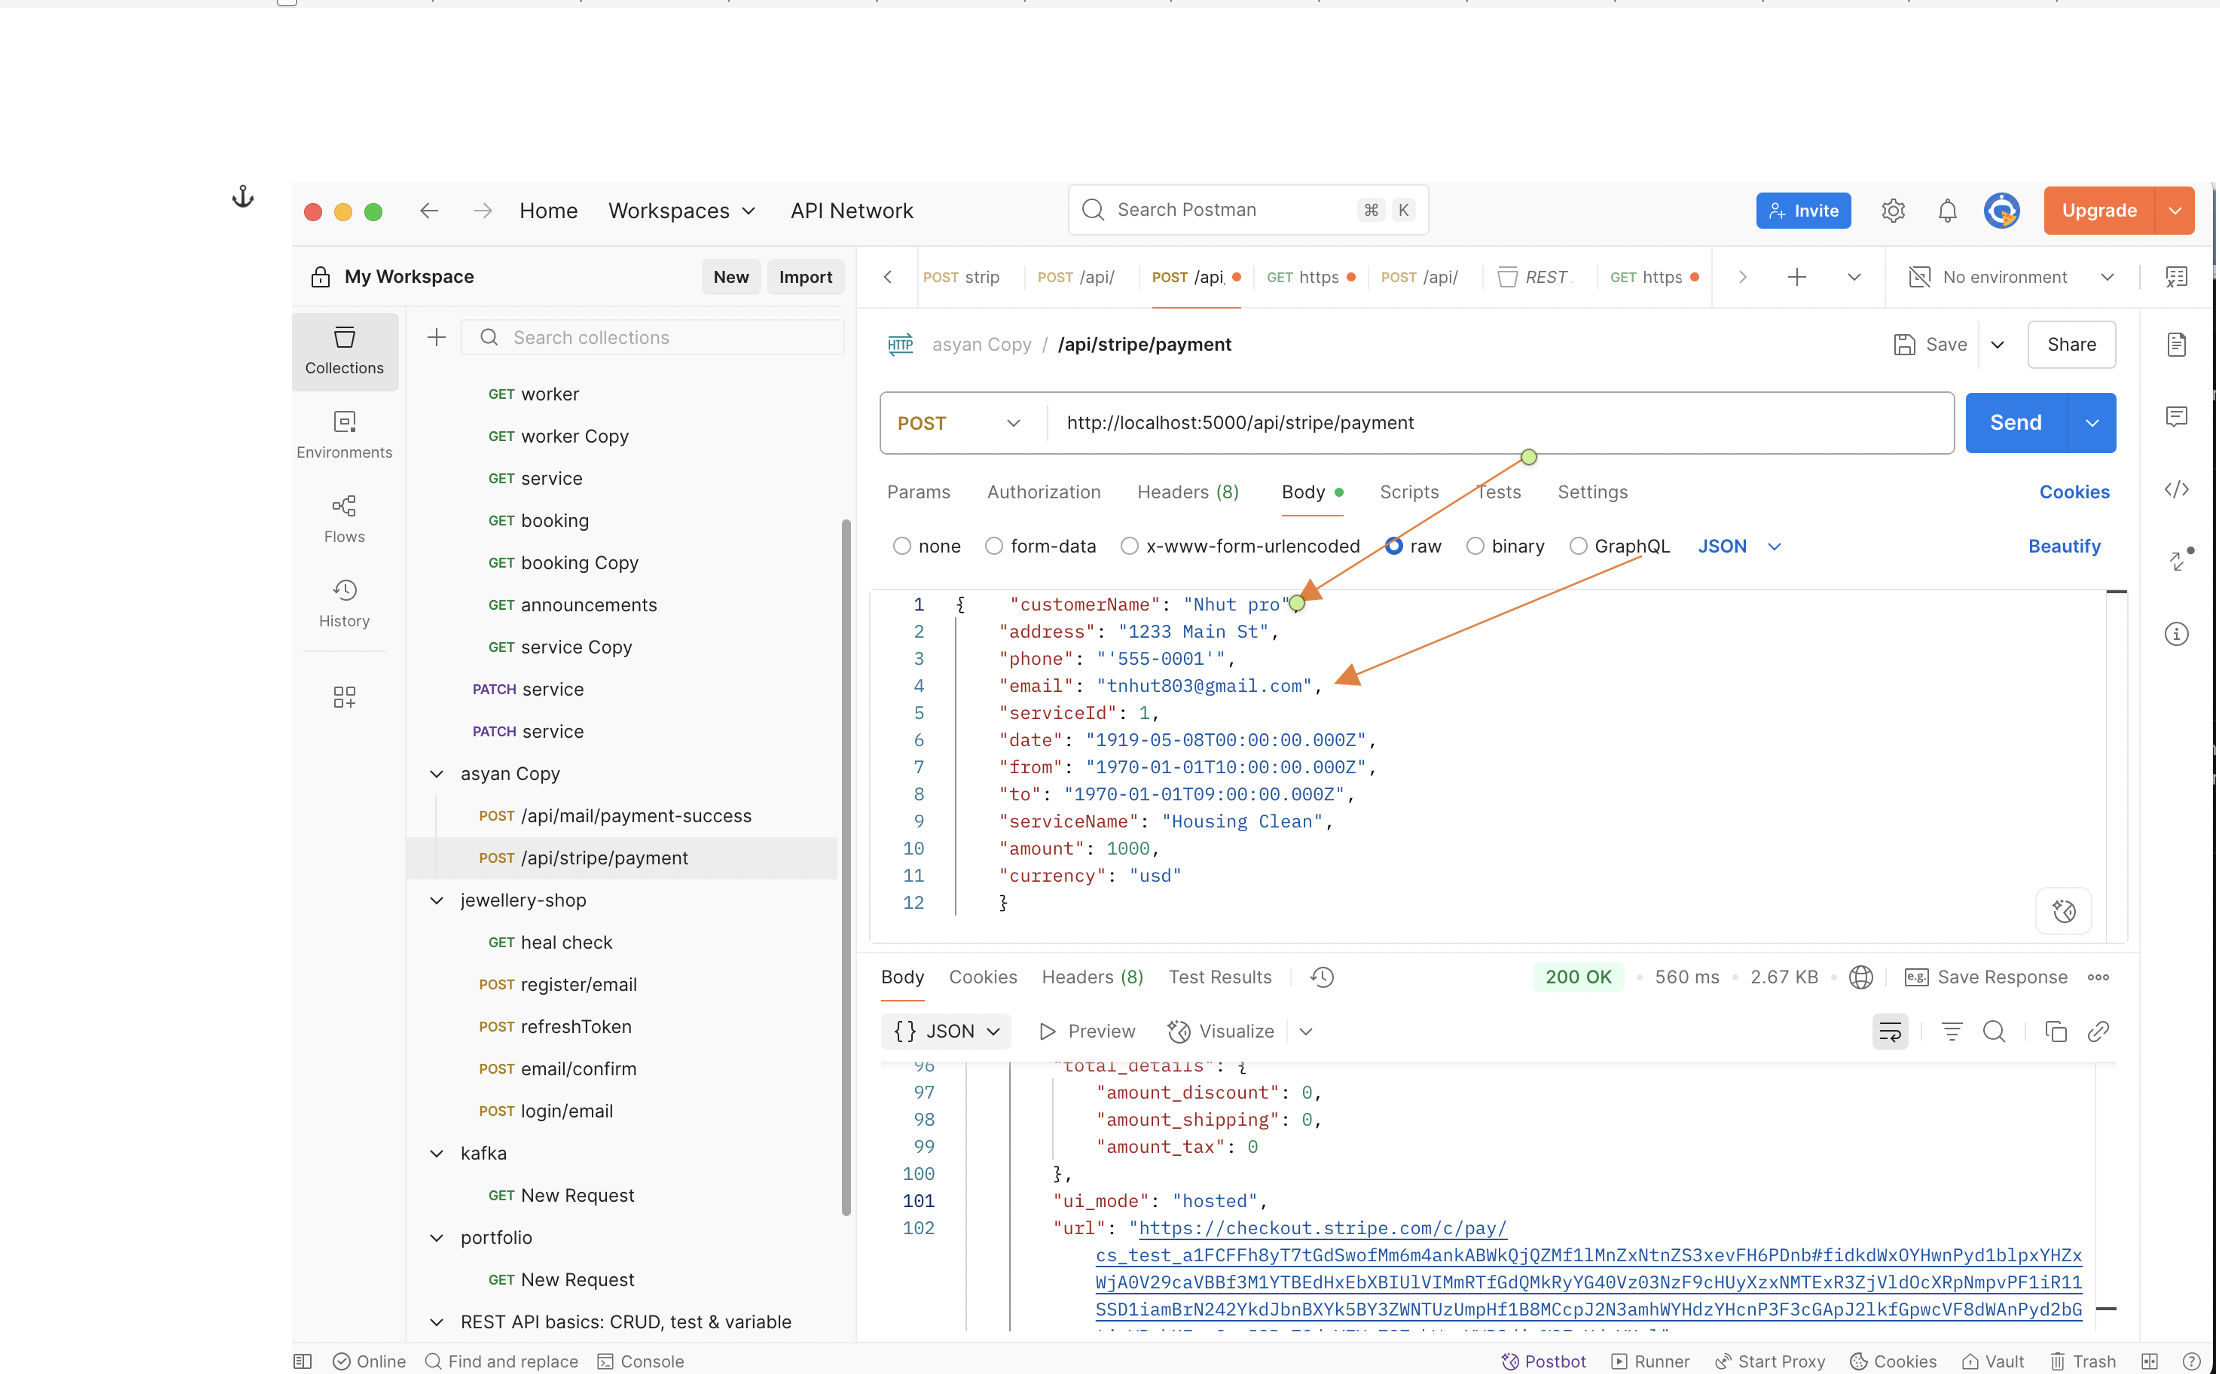 Home Workspaces API Network Search Postman ⌘ K Invite Upgrade
My Workspace New Import POST strip POST /api/ POST /api, GET https POST /api/ REST GET https No environment
Collections
Environments
Flows
History
Search collections
GET worker
GET worker Copy
GET service
GET booking
GET booking Copy
GET announcements
GET service Copy
PATCH service
PATCH service
asyan Copy
POST /api/mail/payment-success
POST /api/stripe/payment
jewellery-shop
GET heal check
POST register/email
POST refreshToken
POST email/confirm
POST login/email
kafka
GET New Request
portfolio
GET New Request
REST API basics: CRUD, test & variable
HTTP asyan Copy / /api/stripe/payment Save Share
POST http://localhost:5000/api/stripe/payment Send
Params Authorization Headers (8) Body Scripts Tests Settings Cookies
none form-data x-www-form-urlencoded raw binary GraphQL JSON Beautify
1 { "customerName": "Nhut pro",
2 "address": "1233 Main St",
3 "phone": "'555-0001'",
4 "email": "tnhut803@gmail.com",
5 "serviceId": 1,
6 "date": "1919-05-08T00:00:00.000Z",
7 "from": "1970-01-01T10:00:00.000Z",
8 "to": "1970-01-01T09:00:00.000Z",
9 "serviceName": "Housing Clean",
10 "amount": 1000,
11 "currency": "usd"
12 }
Body Cookies Headers (8) Test Results 200 OK 560 ms 2.67 KB e.g. Save Response
{} JSON Preview Visualize
96 "total_details": {
97 "amount_discount": 0,
98 "amount_shipping": 0,
99 "amount_tax": 0
100 },
101 "ui_mode": "hosted",
102 "url": "https://checkout.stripe.com/c/pay/
cs_test_a1FCFFh8yT7tGdSwofMm6m4ankABWkQjQZMf1lMnZxNtnZS3xevFH6PDnb#fidkdWxOYHwnPyd1blpxYHZx
WjA0V29caVBBf3M1YTBEdHxEbXBIUlVIMmRTfGdQMkRyYG40Vz03NzF9cHUyXzxNMTExR3ZjVldOcXRpNmpvPF1iR11
SSD1iamBrN242YkdJbnBXYk5BY3ZWNTUzUmpHf1B8MCcpJ2N3amhWYHdzYHcnP3F3cGApJ2lkfGpwcVF8dWAnPyd2bG
Online Find and replace Console Postbot Runner Start Proxy Cookies Vault Trash